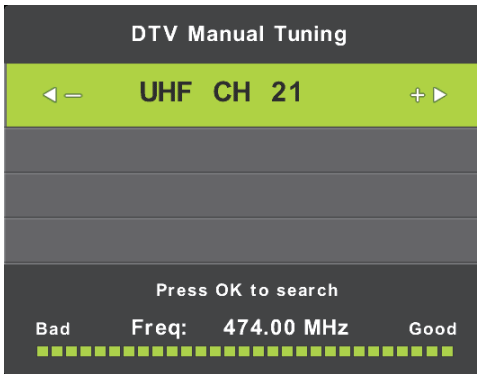 DTV Manual Tuning
– UHF CH 21 +
Press OK to search
Bad Freq: 474.00 MHz Good